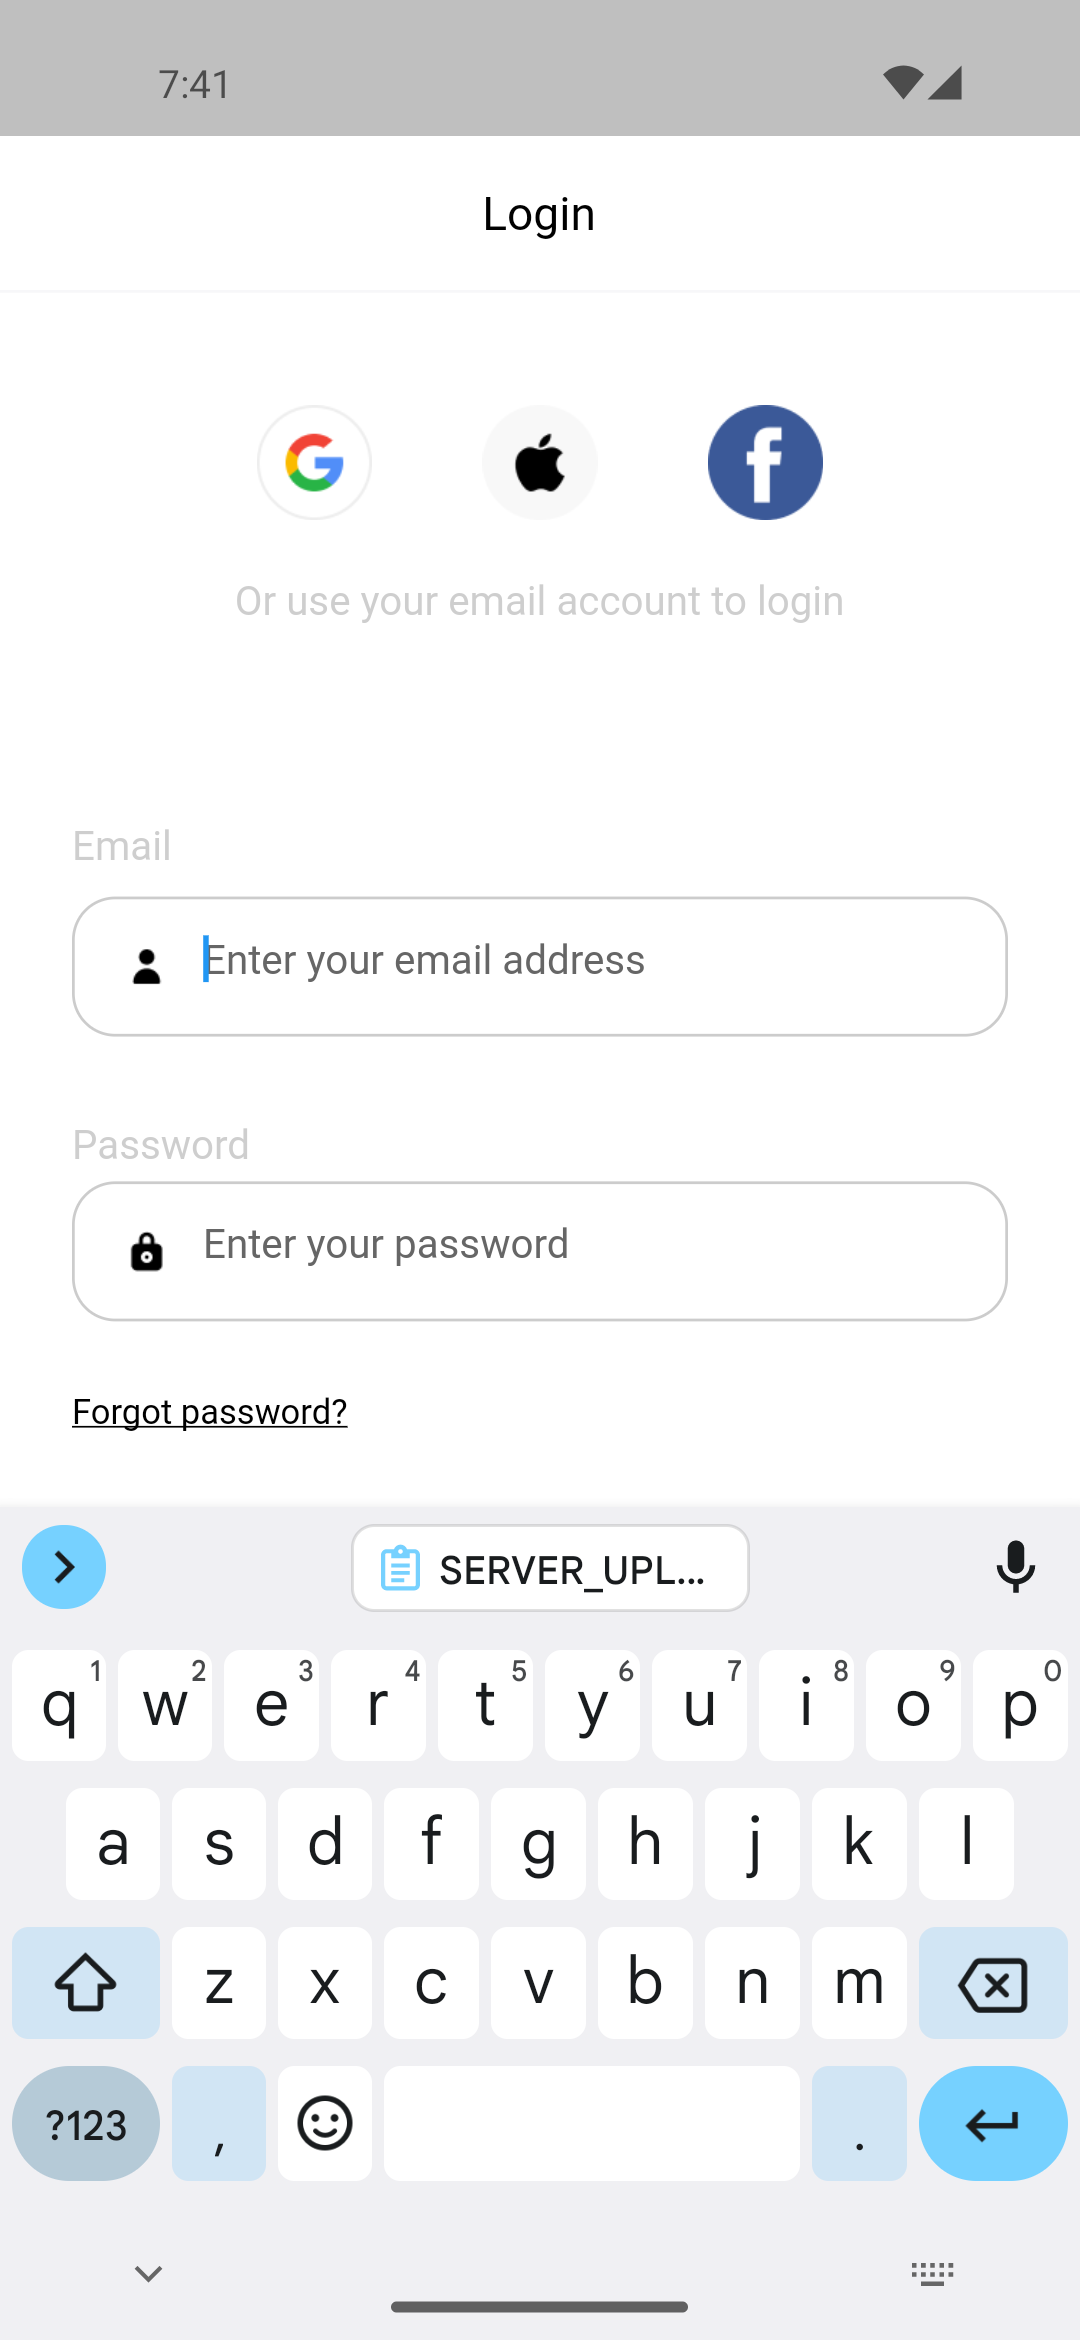 7:41
Login
Or use your email account to login
Email
Enter your email address
Password
Enter your password
Forgot password?
SERVER_UPL...
q 1 w 2 e 3 r 4 t 5 y 6 u 7 i 8 o 9 p 0
a s d f g h j k l
z x c v b n m
?123 , .